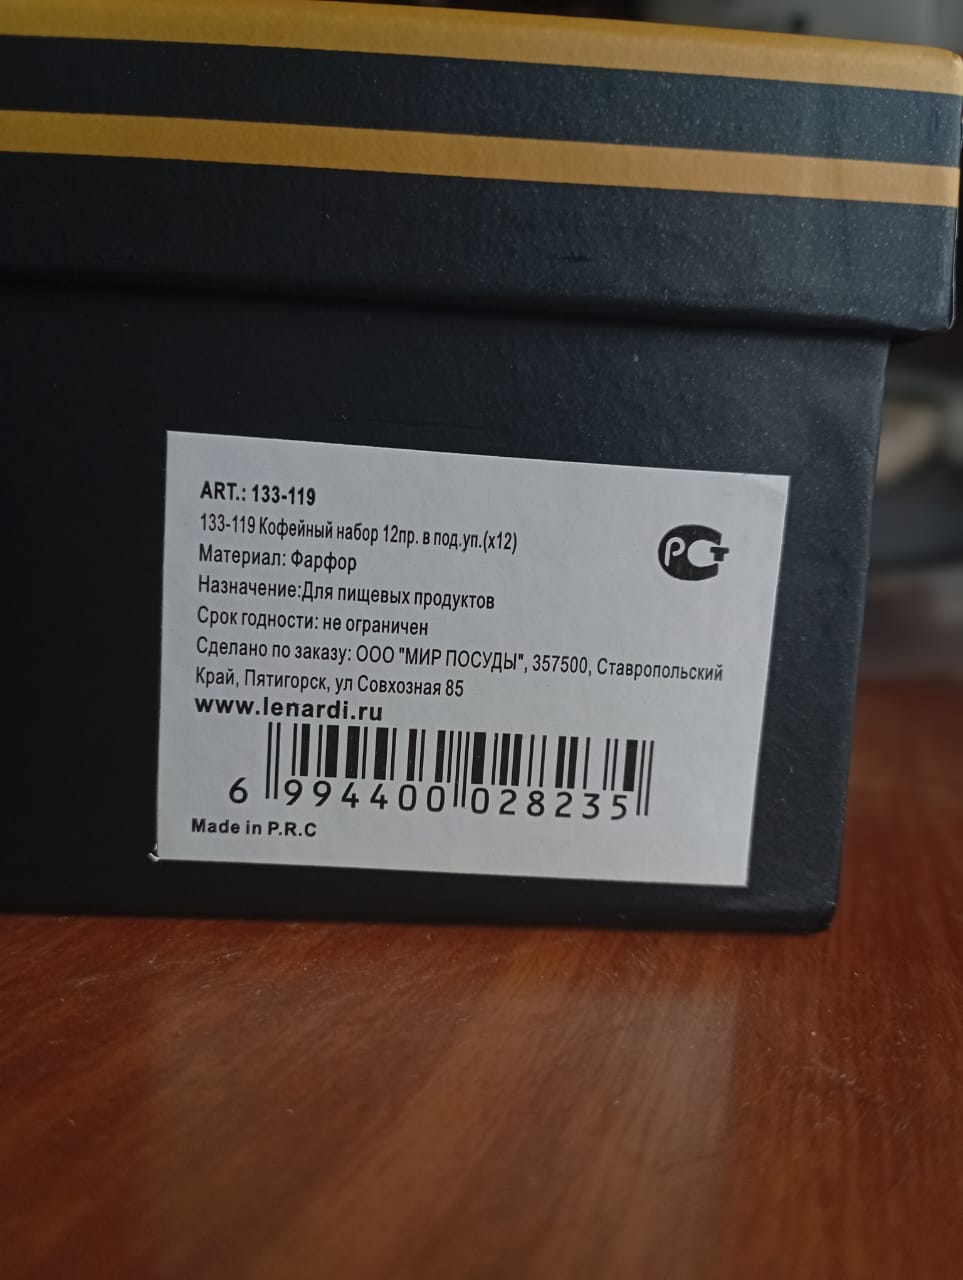 ART.: 133-119
133-119 Кофейный набор 12пр. в под.уп.(х12)
Материал: Фарфор
Назначение:Для пищевых продуктов
Срок годности: не ограничен
Сделано по заказу: ООО "МИР ПОСУДЫ", 357500, Ставропольский
Край, Пятигорск, ул Совхозная 85
www.lenardi.ru
6 994400 028235
Made in P.R.C
РСТ